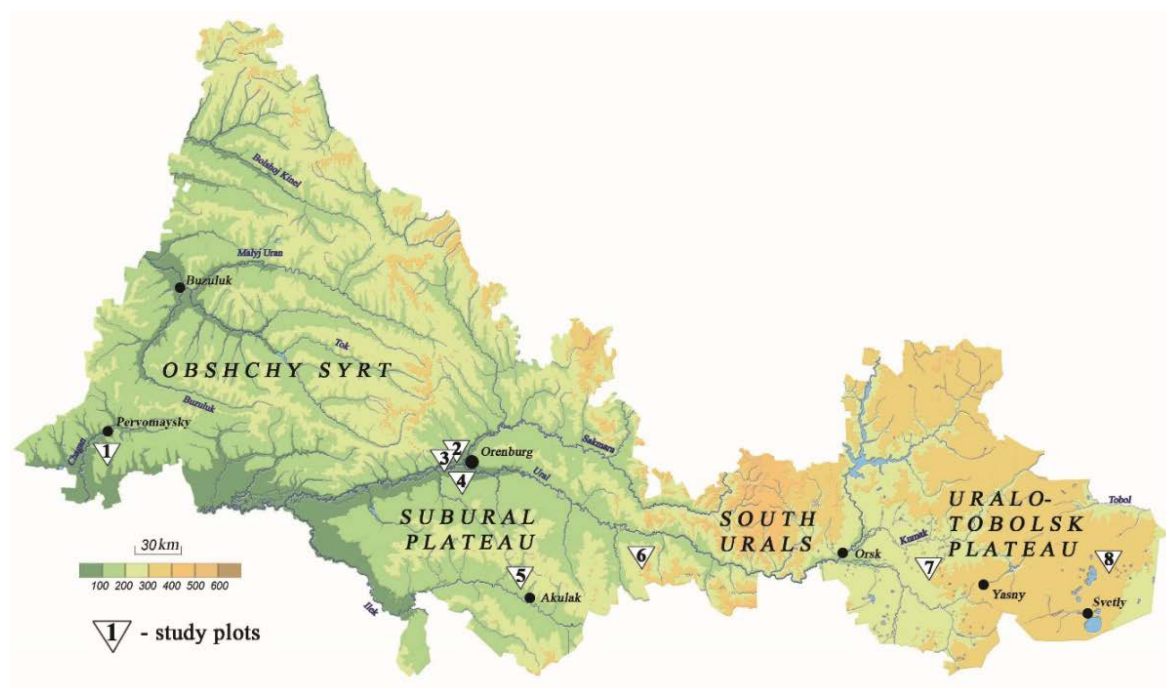 Bolshoj Kinel
Malyj Uran
Buzuluk
Tok
OBSHCHY SYRT
Buzuluk
Pervomaysky
Chagan
1
2
3
Orenburg
Sakmara
4
Ural
SUBURAL
PLATEAU
SOUTH
URALS
URALO-
TOBOLSK
PLATEAU
Tobol
Kumak
Orsk
6
7
8
5
Akulak
Yasny
Svetly
Ilek
30 km
100 200 300 400 500 600
1 - study plots